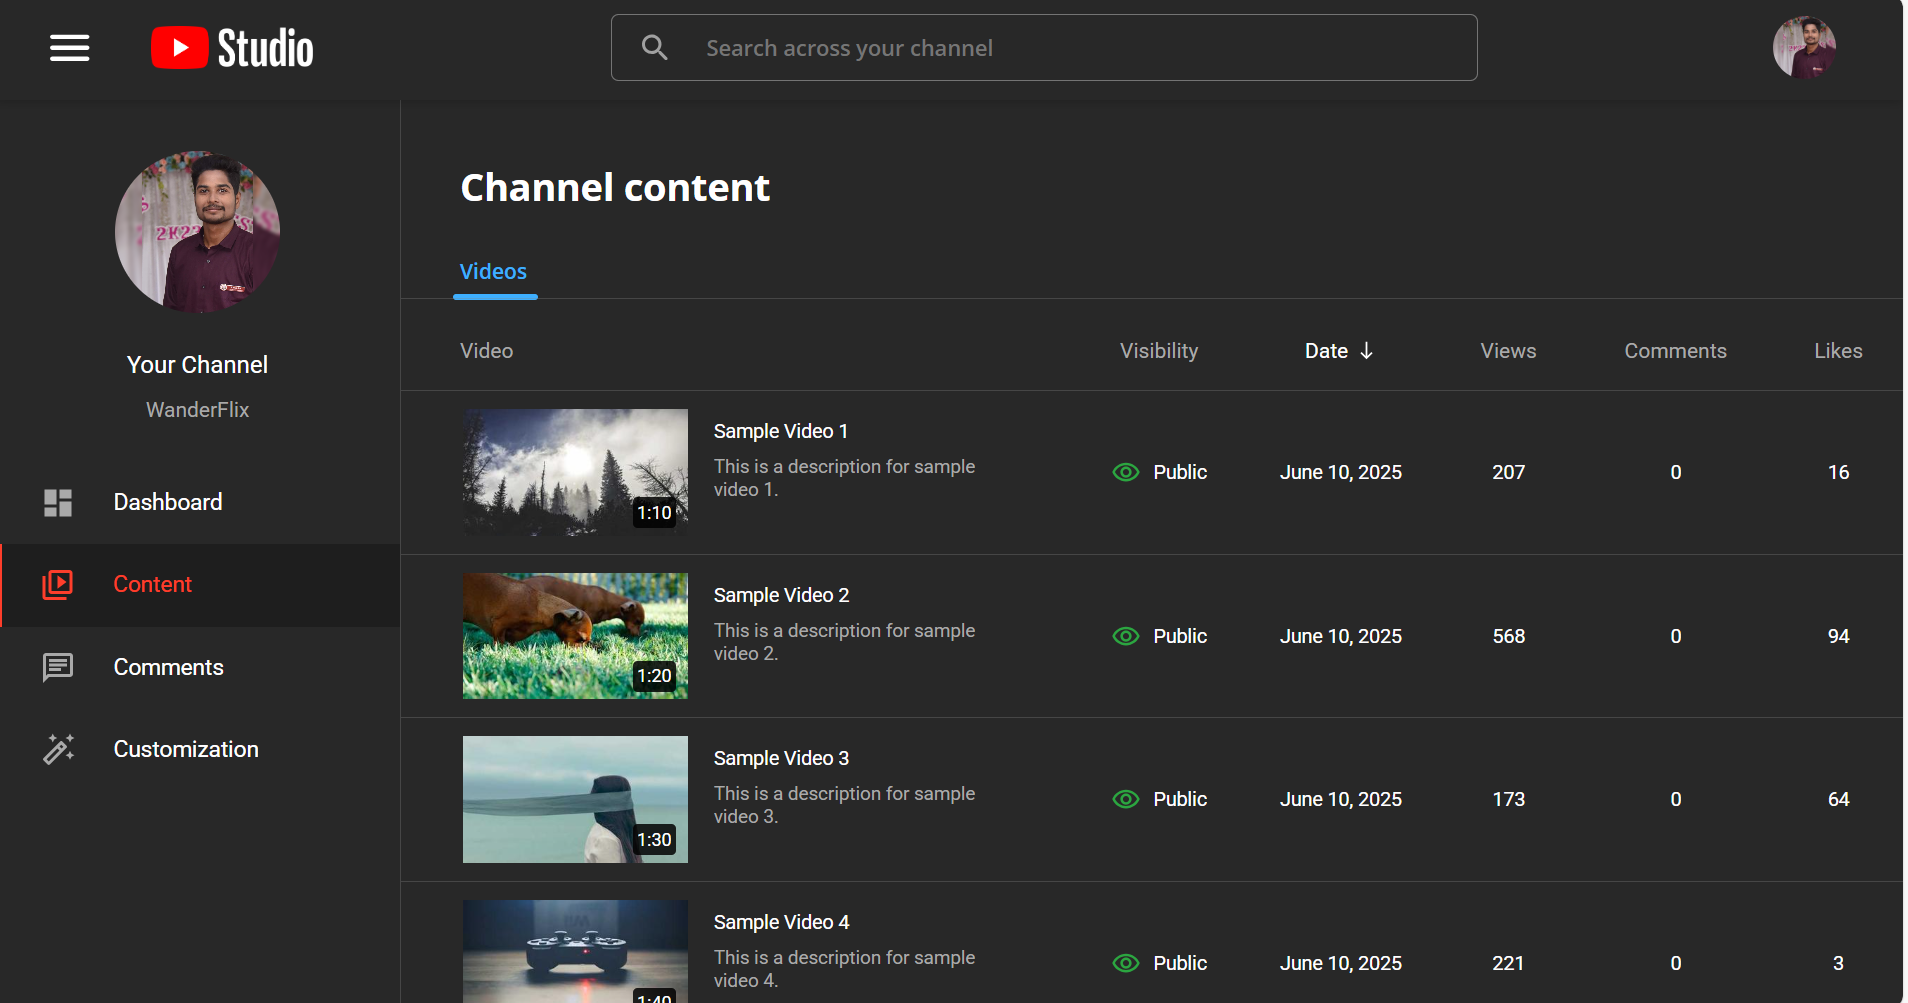 Studio
Search across your channel
2K23
Your Channel
WanderFlix
Dashboard
Content
Comments
Customization
Channel content
Videos
Video Visibility Date ↓ Views Comments Likes
1:10
Sample Video 1
This is a description for sample
video 1.
Public June 10, 2025 207 0 16
1:20
Sample Video 2
This is a description for sample
video 2.
Public June 10, 2025 568 0 94
1:30
Sample Video 3
This is a description for sample
video 3.
Public June 10, 2025 173 0 64
1:40
Sample Video 4
This is a description for sample
video 4.
Public June 10, 2025 221 0 3